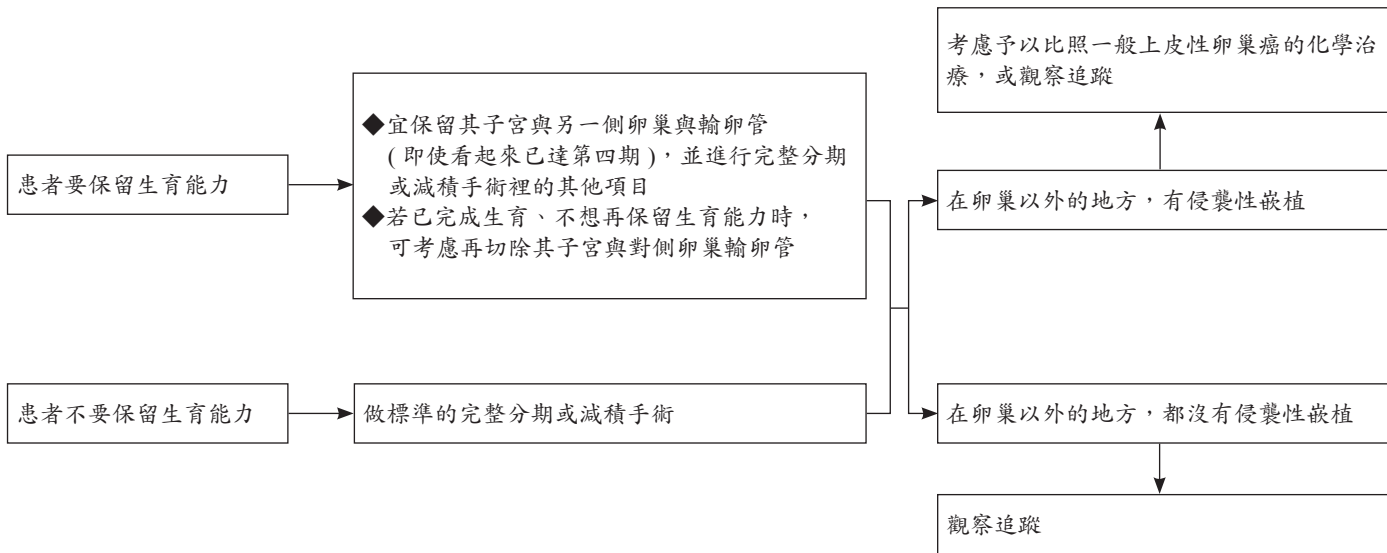 患者要保留生育能力
◆宜保留其子宮與另一側卵巢與輸卵管
(即使看起來已達第四期)，並進行完整分期
或減積手術裡的其他項目
◆若已完成生育、不想再保留生育能力時，
可考慮再切除其子宮與對側卵巢輸卵管
考慮予以比照一般上皮性卵巢癌的化學治
療，或觀察追蹤
在卵巢以外的地方，有侵襲性嵌植
患者不要保留生育能力
做標準的完整分期或減積手術
在卵巢以外的地方，都沒有侵襲性嵌植
觀察追蹤